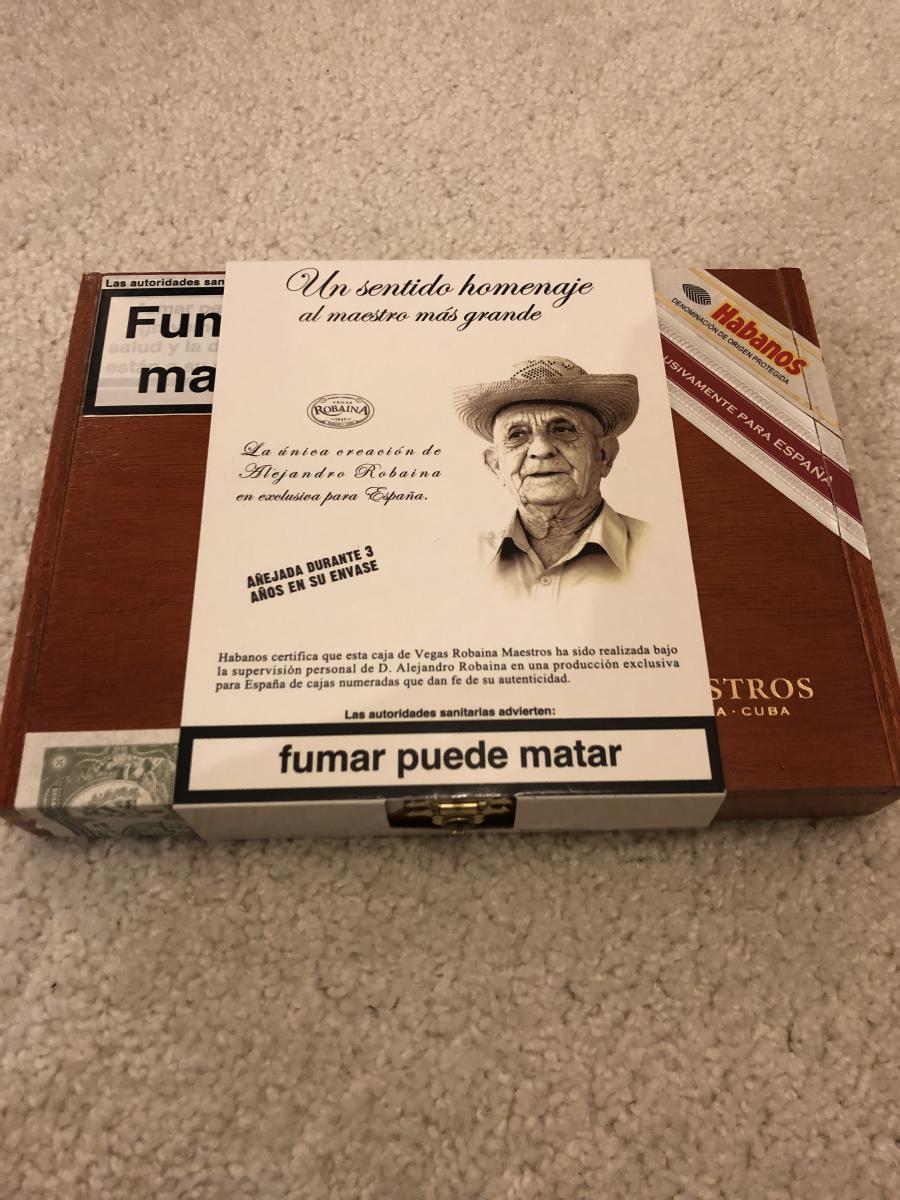 Las autoridades san
Fun
ma
Un sentido homenaje
al maestro más grande
VEGAS
ROBAINA
La única creación de
Alejandro Robaina
en exclusiva para España.
AÑEJADA DURANTE 3
AÑOS EN SU ENVASE
Habanos certifica que esta caja de Vegas Robaina Maestros ha sido realizada bajo
la supervisión personal de D. Alejandro Robaina en una producción exclusiva
para España de cajas numeradas que dan fe de su autenticidad.
Las autoridades sanitarias advierten:
fumar puede matar
Habanos
DENOMINACIÓN DE ORIGEN PROTEGIDA
USIVAMENTE PARA ESPAÑA
STROS
A · CUBA